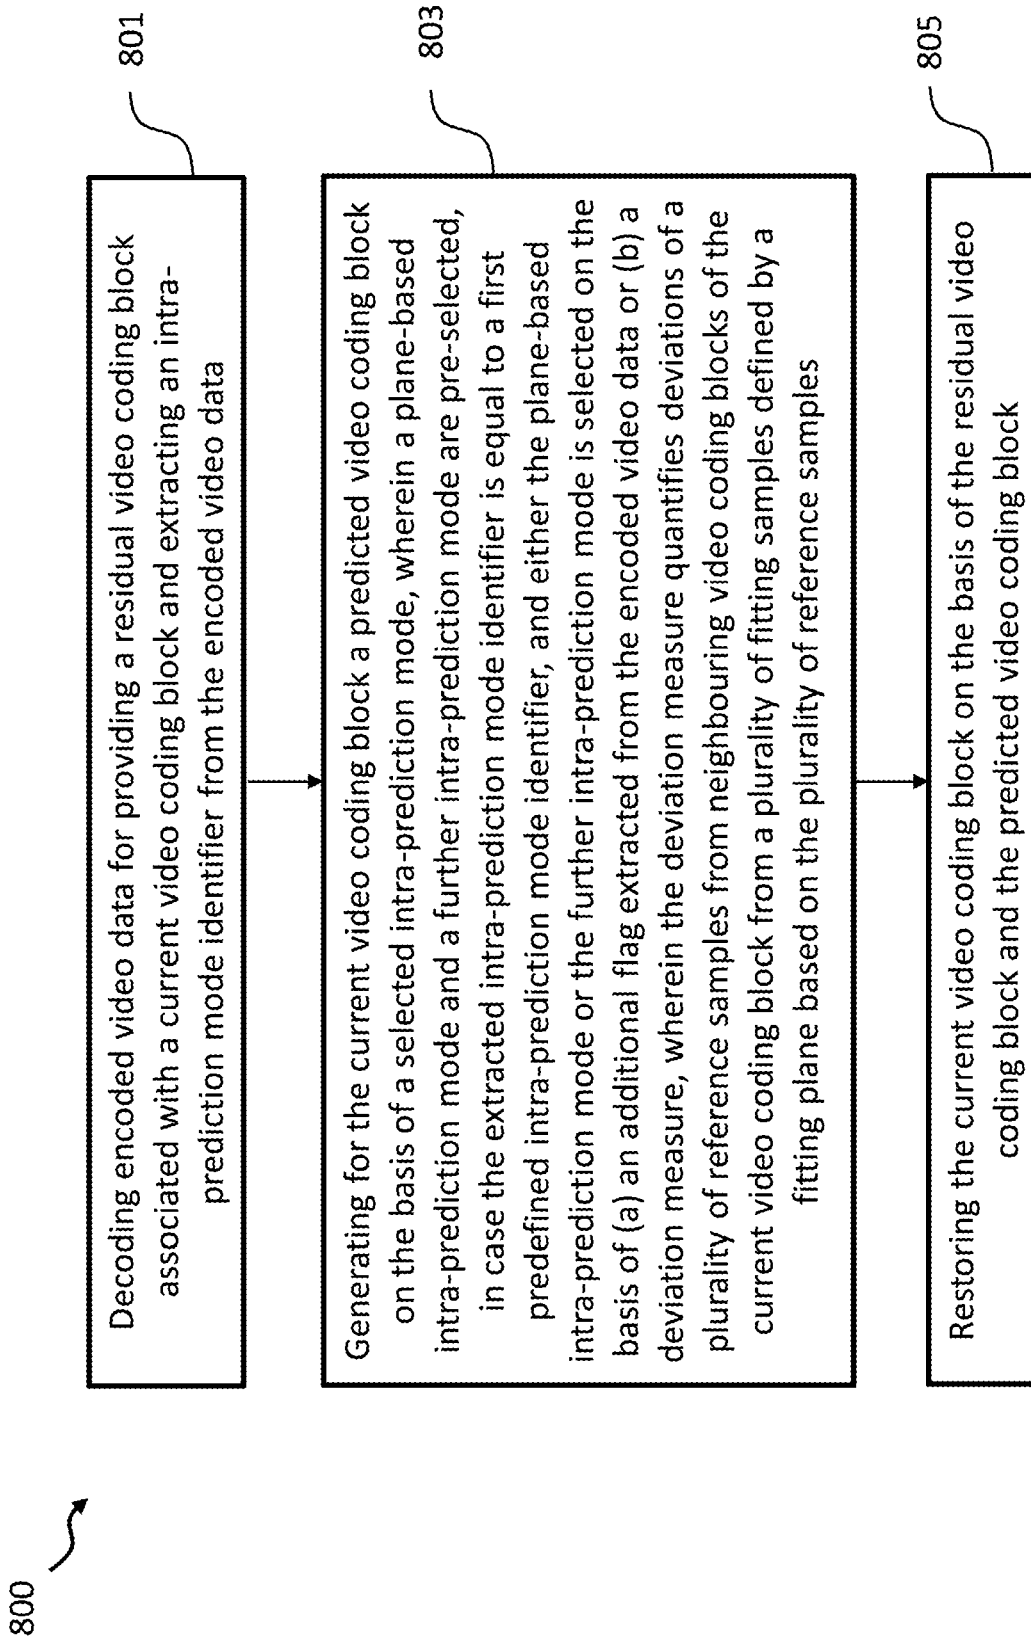 800
801
Decoding encoded video data for providing a residual video coding block
associated with a current video coding block and extracting an intra-
prediction mode identifier from the encoded video data
803
Generating for the current video coding block a predicted video coding block
on the basis of a selected intra-prediction mode, wherein a plane-based
intra-prediction mode and a further intra-prediction mode are pre-selected,
in case the extracted intra-prediction mode identifier is equal to a first
predefined intra-prediction mode identifier, and either the plane-based
intra-prediction mode or the further intra-prediction mode is selected on the
basis of (a) an additional flag extracted from the encoded video data or (b) a
deviation measure, wherein the deviation measure quantifies deviations of a
plurality of reference samples from neighbouring video coding blocks of the
current video coding block from a plurality of fitting samples defined by a
fitting plane based on the plurality of reference samples
805
Restoring the current video coding block on the basis of the residual video
coding block and the predicted video coding block